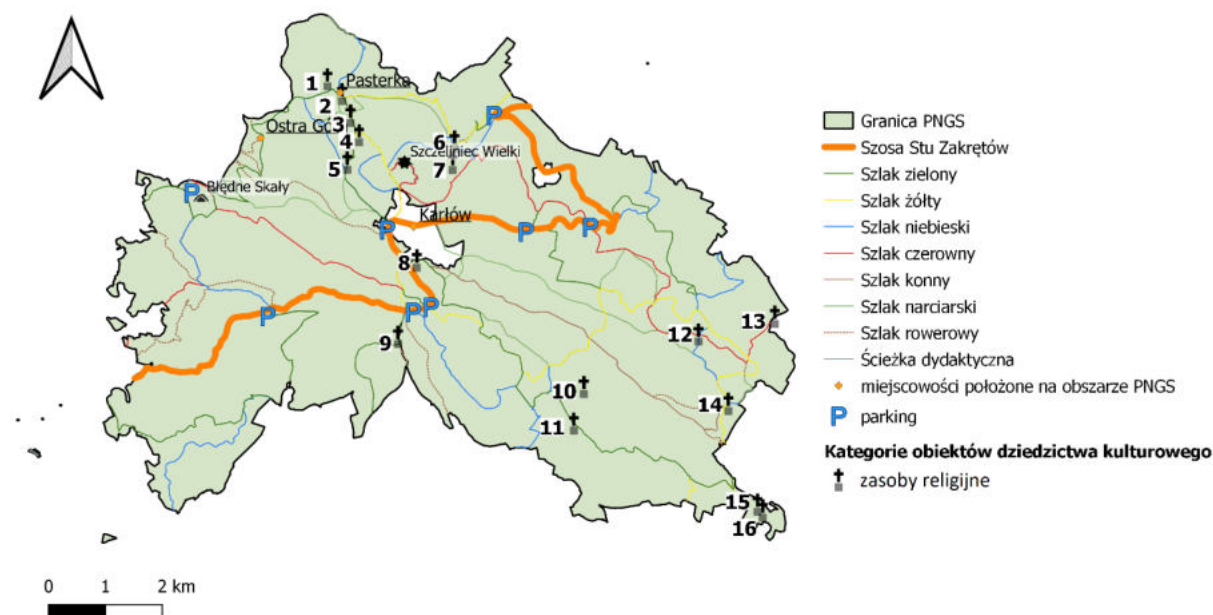 1
Pasterka
2
3
Ostra Gó
4
6
Szczeliniec Wielki
5
7
P
P
Błędne Skały
Karłów
P
P
P
8
P
P
P
9
12
13
10
14
11
15
16
0 1 2 km
Granica PNGS
Szosa Stu Zakrętów
Szlak zielony
Szlak żółty
Szlak niebieski
Szlak czerowny
Szlak konny
Szlak narciarski
Szlak rowerowy
Ścieżka dydaktyczna
miejscowości położone na obszarze PNGS
P parking
Kategorie obiektów dziedzictwa kulturowego
zasoby religijne